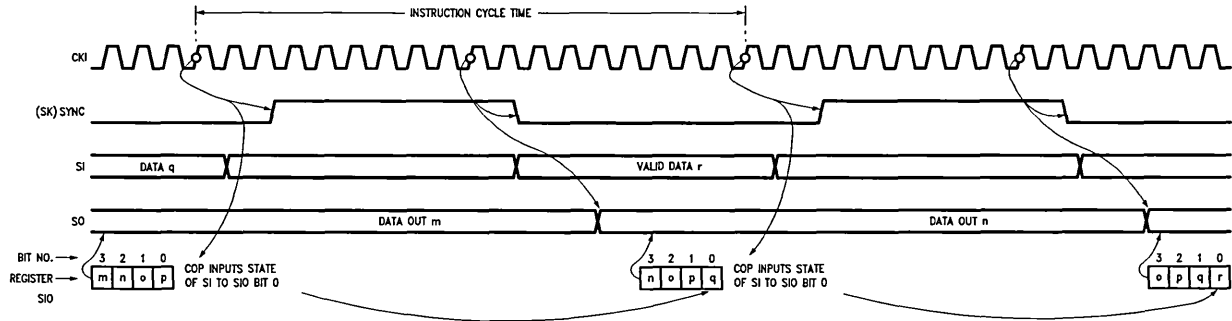 INSTRUCTION CYCLE TIME
CKI
(SK) SYNC
SI DATA q VALID DATA r
SO DATA OUT m DATA OUT n
BIT NO. 3 2 1 0 3 2 1 0 3 2 1 0
REGISTER m n o p COP INPUTS STATE n o p q COP INPUTS STATE o p q r
SIO OF SI TO SIO BIT 0 OF SI TO SIO BIT 0